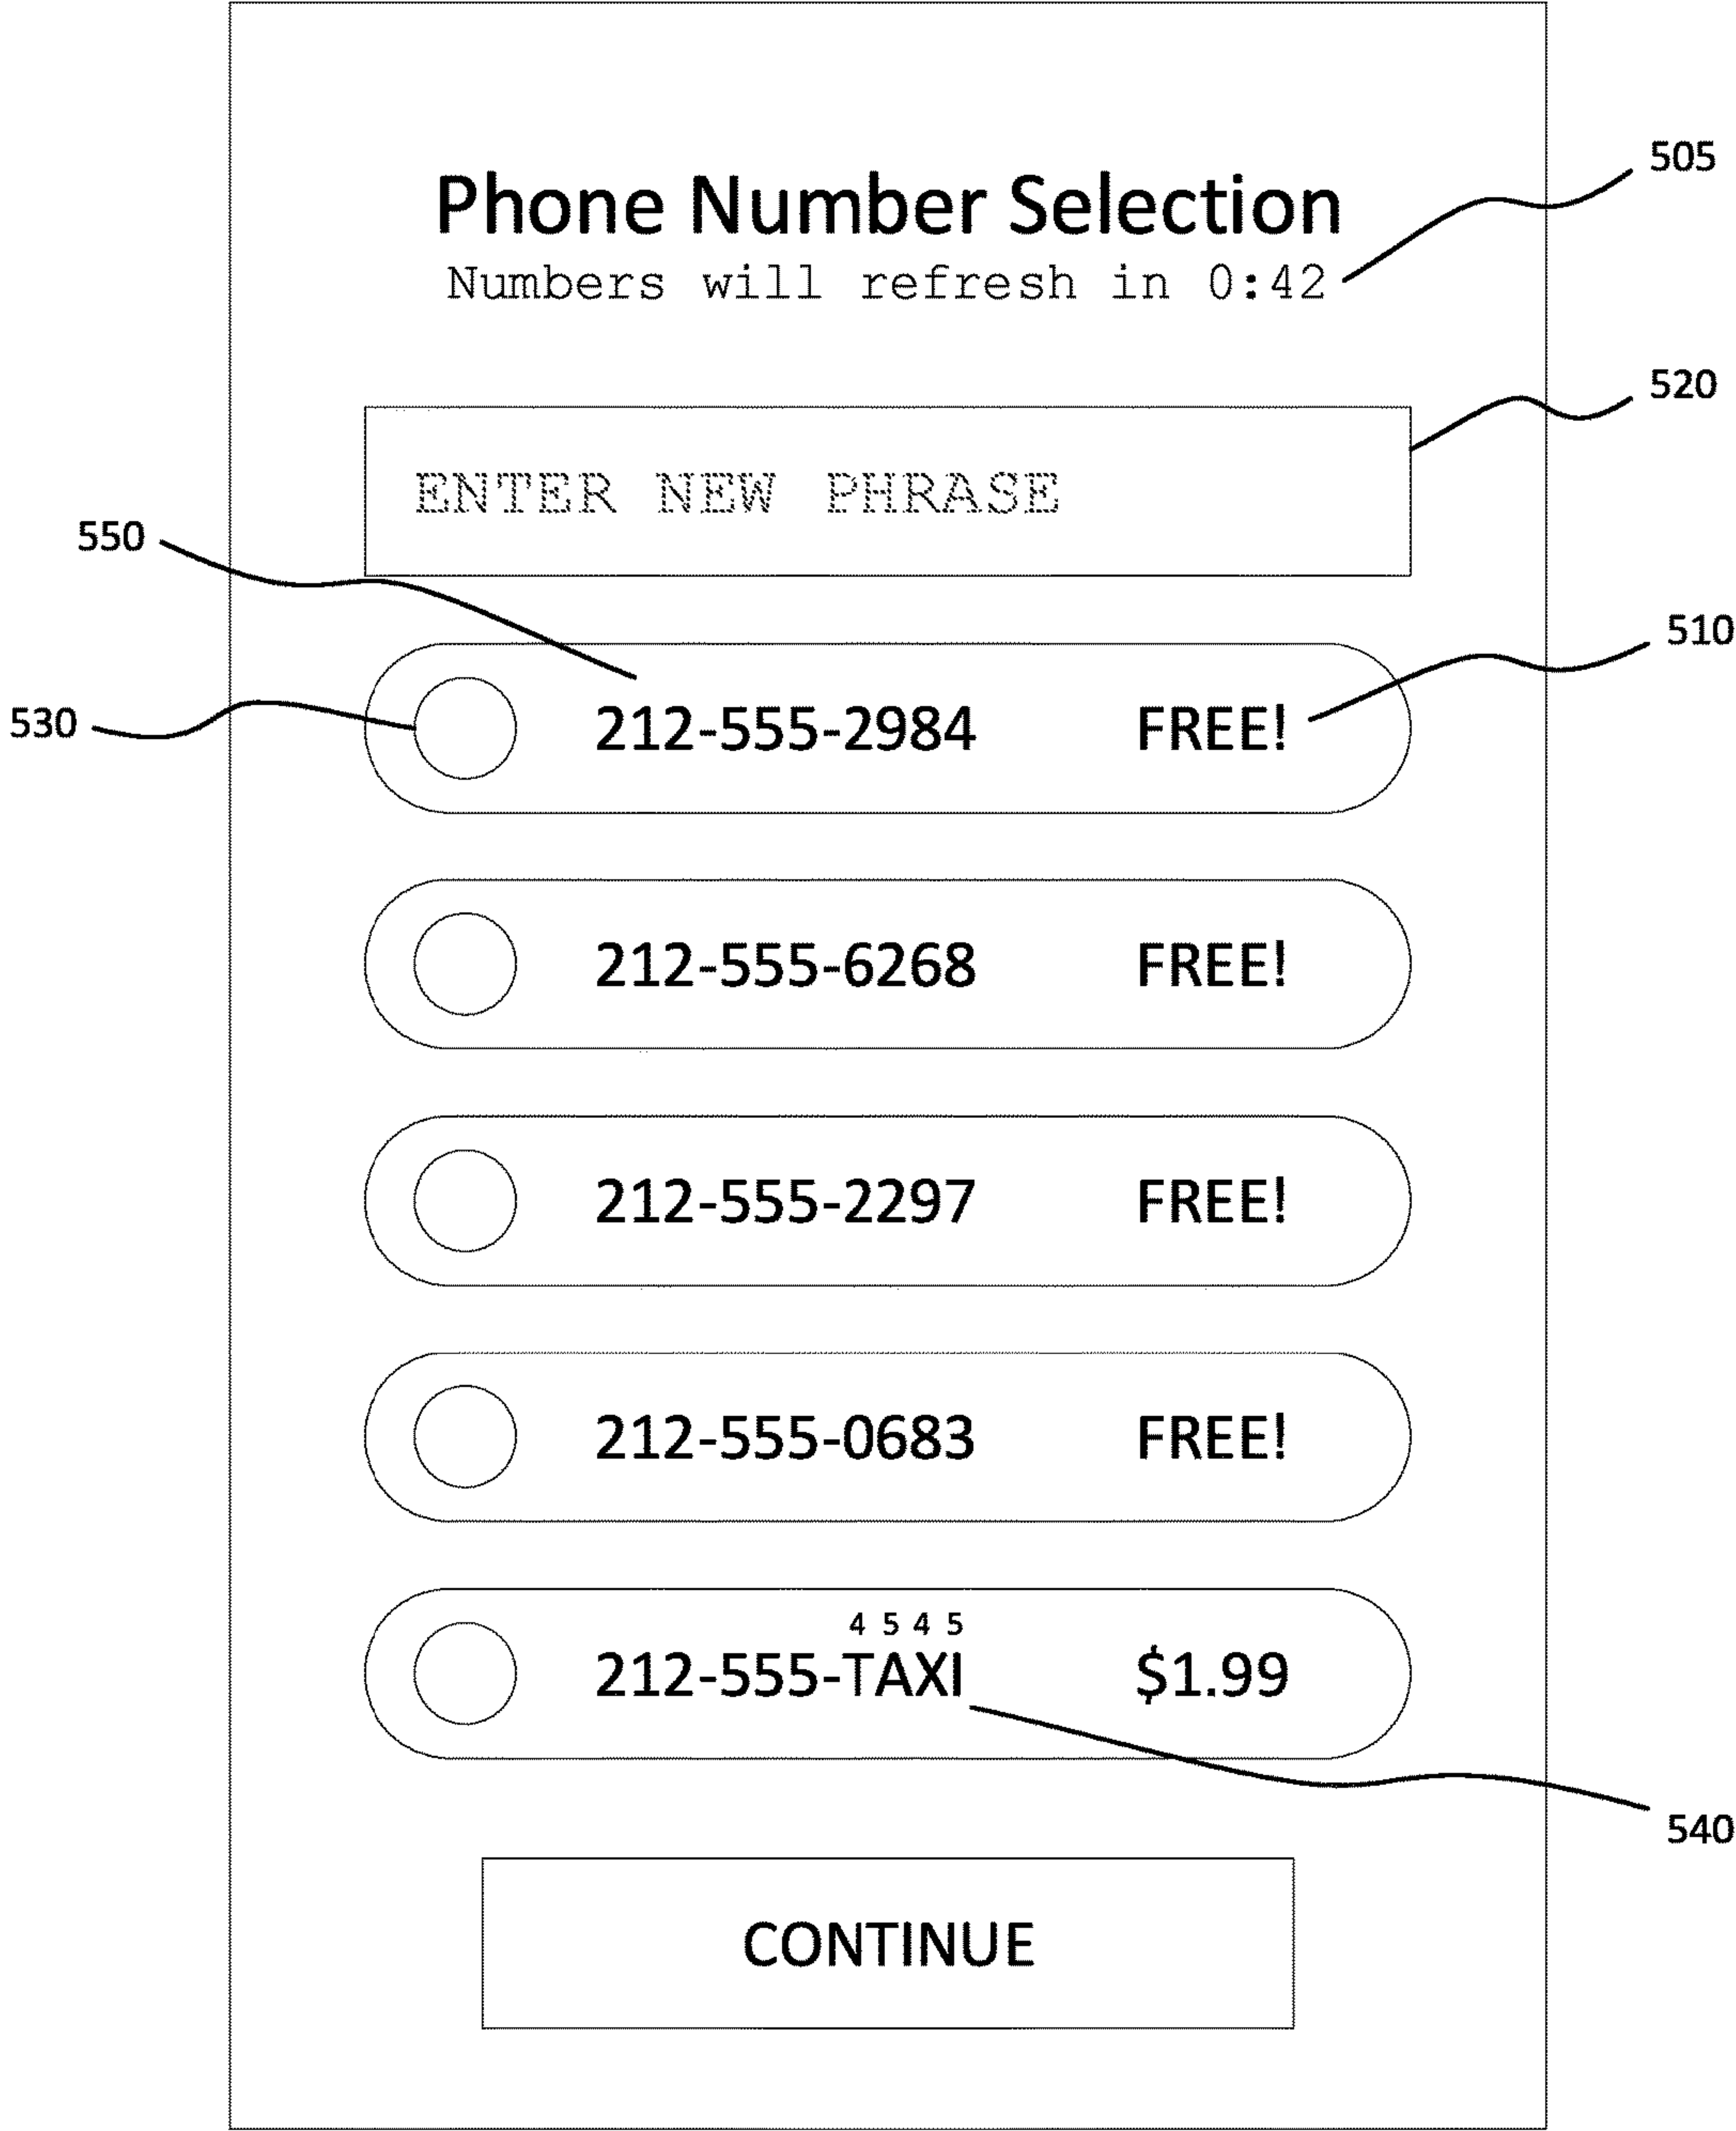 505
Phone Number Selection
Numbers will refresh in 0:42
520
ENTER NEW PHRASE
550
510
530
212-555-2984 FREE!
212-555-6268 FREE!
212-555-2297 FREE!
212-555-0683 FREE!
4 5 4 5
212-555-TAXI $1.99
540
CONTINUE